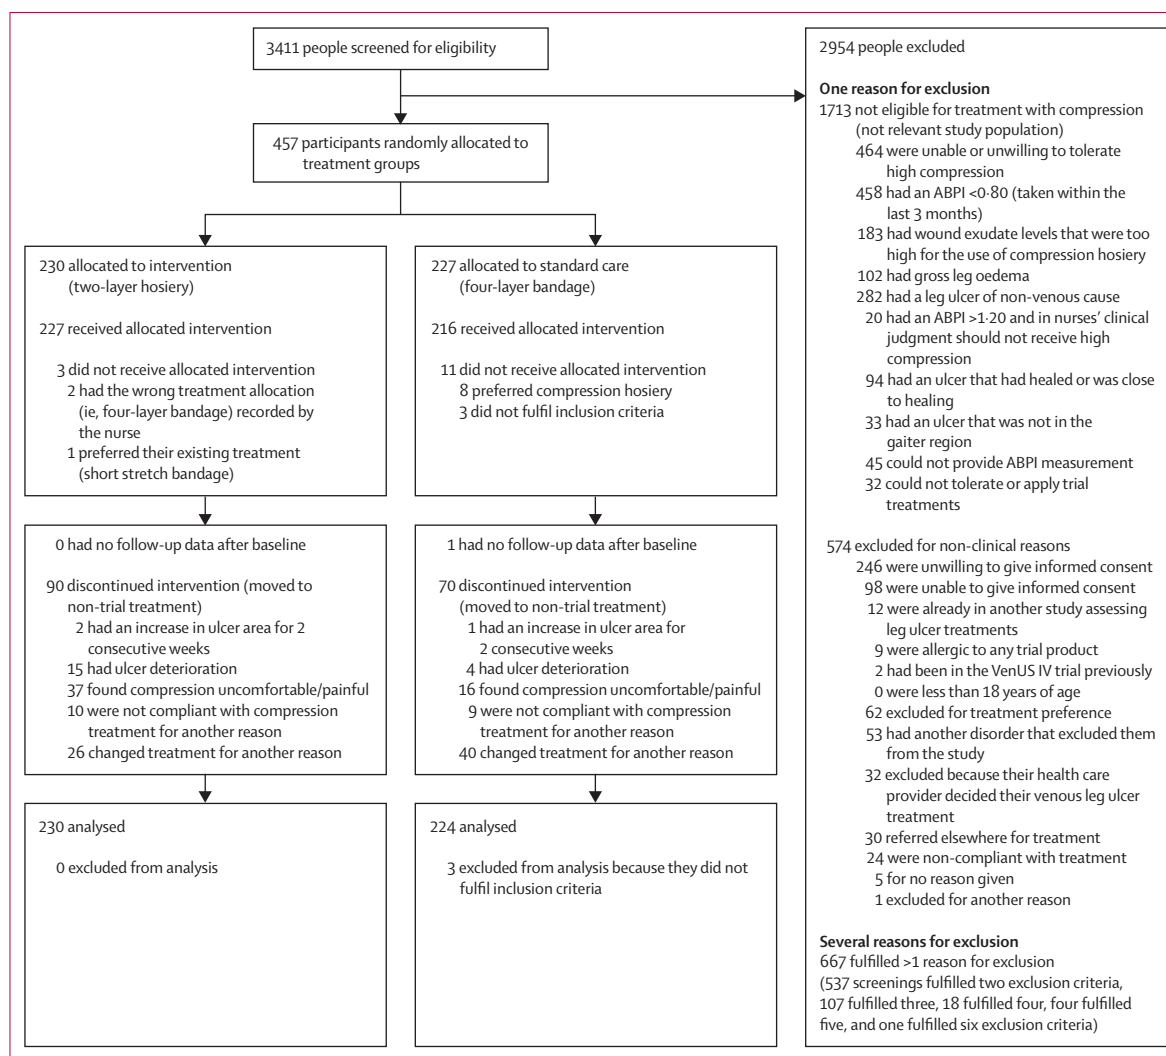 3411 people screened for eligibility
457 participants randomly allocated to
treatment groups
230 allocated to intervention
(two-layer hosiery)
227 received allocated intervention
3 did not receive allocated intervention
2 had the wrong treatment allocation
(ie, four-layer bandage) recorded by
the nurse
1 preferred their existing treatment
(short stretch bandage)
227 allocated to standard care
(four-layer bandage)
216 received allocated intervention
11 did not receive allocated intervention
8 preferred compression hosiery
3 did not fulfil inclusion criteria
0 had no follow-up data after baseline
90 discontinued intervention (moved to
non-trial treatment)
2 had an increase in ulcer area for 2
consecutive weeks
15 had ulcer deterioration
37 found compression uncomfortable/painful
10 were not compliant with compression
treatment for another reason
26 changed treatment for another reason
1 had no follow-up data after baseline
70 discontinued intervention
(moved to non-trial treatment)
1 had an increase in ulcer area for
2 consecutive weeks
4 had ulcer deterioration
16 found compression uncomfortable/painful
9 were not compliant with compression
treatment for another reason
40 changed treatment for another reason
230 analysed
0 excluded from analysis
224 analysed
3 excluded from analysis because they did not
fulfil inclusion criteria
2954 people excluded
One reason for exclusion
1713 not eligible for treatment with compression
(not relevant study population)
464 were unable or unwilling to tolerate
high compression
458 had an ABPI <0·80 (taken within the
last 3 months)
183 had wound exudate levels that were too
high for the use of compression hosiery
102 had gross leg oedema
282 had a leg ulcer of non-venous cause
20 had an ABPI >1·20 and in nurses' clinical
judgment should not receive high
compression
94 had an ulcer that had healed or was close
to healing
33 had an ulcer that was not in the
gaiter region
45 could not provide ABPI measurement
32 could not tolerate or apply trial
treatments
574 excluded for non-clinical reasons
246 were unwilling to give informed consent
98 were unable to give informed consent
12 were already in another study assessing
leg ulcer treatments
9 were allergic to any trial product
2 had been in the VenUS IV trial previously
0 were less than 18 years of age
62 excluded for treatment preference
53 had another disorder that excluded them
from the study
32 excluded because their health care
provider decided their venous leg ulcer
treatment
30 referred elsewhere for treatment
24 were non-compliant with treatment
5 for no reason given
1 excluded for another reason
Several reasons for exclusion
667 fulfilled >1 reason for exclusion
(537 screenings fulfilled two exclusion criteria,
107 fulfilled three, 18 fulfilled four, four fulfilled
five, and one fulfilled six exclusion criteria)